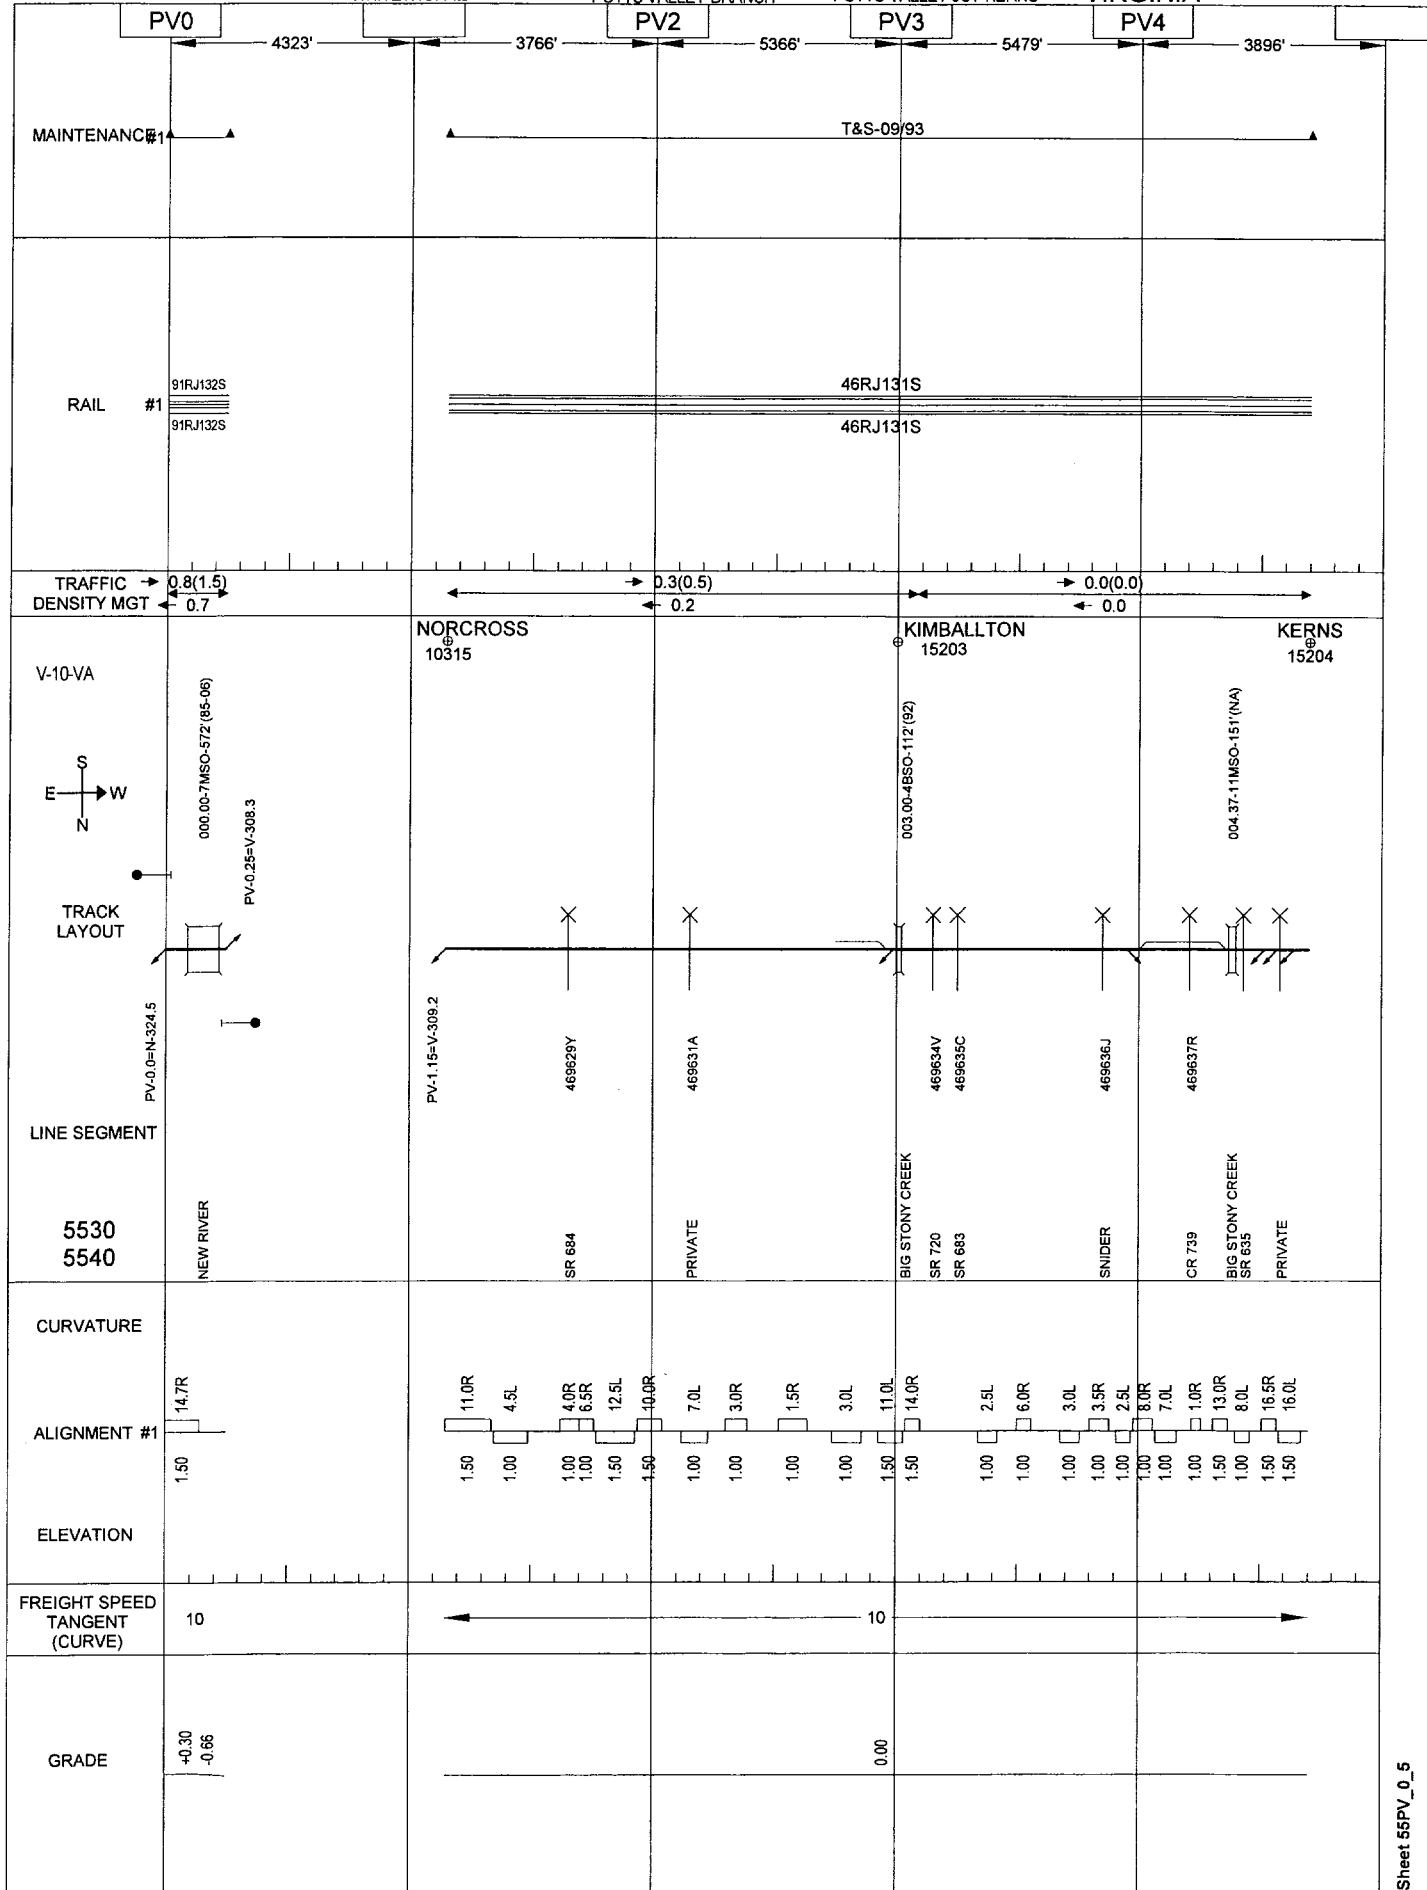 POTTS VALLEY BRANCH
PV0 PV2 PV3 PV4
4323' 3766' 5366' 5479' 3896'
MAINTENANCE #1 T&S-09/93
91RJ132S 46RJ131S
RAIL #1
91RJ132S 46RJ131S
TRAFFIC 0.8(1.5) 0.3(0.5) 0.0(0.0)
DENSITY MGT 0.7 0.2 0.0
NORCROSS KIMBALLTON KERNS
10315 15203 15204
V-10-VA
000.00-7MSO-572'(85-06)
003.00-4BSO-112'(92)
004.37-11MSO-151'(NA)
S
E W
N
PV-0.25=V-308.3
TRACK
LAYOUT
PV-0.0=N-324.5
PV-1.15=V-309.2
469629Y
469631A
469634V
469635C
469636J
469637R
LINE SEGMENT
5530
5540
NEW RIVER
SR 684
PRIVATE
BIG STONY CREEK
SR 720
SR 683
SNIDER
CR 739
BIG STONY CREEK
SR 635
PRIVATE
CURVATURE
14.7R 11.0R 4.5L 4.0R 6.5R 12.5L 10.0R 7.0L 3.0R 1.5R 3.0L 11.0L 14.0R 2.5L 6.0R 3.0L 3.5R 2.5L 8.0R 7.0L 1.0R 13.0R 8.0L 16.5R 16.0L
ALIGNMENT #1
1.50 1.50 1.00 1.00 1.00 1.50 1.50 1.00 1.00 1.00 1.00 1.50 1.50 1.00 1.00 1.00 1.00 1.00 1.00 1.00 1.00 1.50 1.00 1.50 1.50
ELEVATION
FREIGHT SPEED
TANGENT 10 10
(CURVE)
GRADE +0.30 -0.66 0.00
Sheet 55PV_0_5